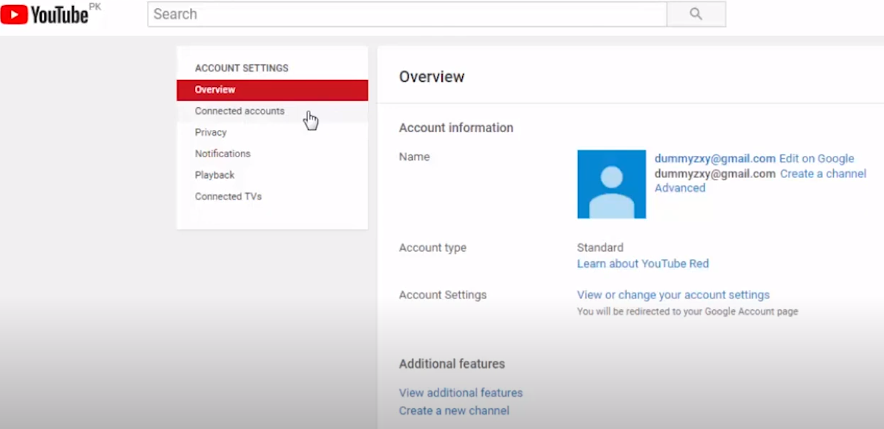 YouTube PK
Search
ACCOUNT SETTINGS
Overview
Connected accounts
Privacy
Notifications
Playback
Connected TVs
Overview
Account information
Name
dummyzxy@gmail.com Edit on Google
dummyzxy@gmail.com Create a channel
Advanced
Account type
Standard
Learn about YouTube Red
Account Settings
View or change your account settings
You will be redirected to your Google Account page
Additional features
View additional features
Create a new channel